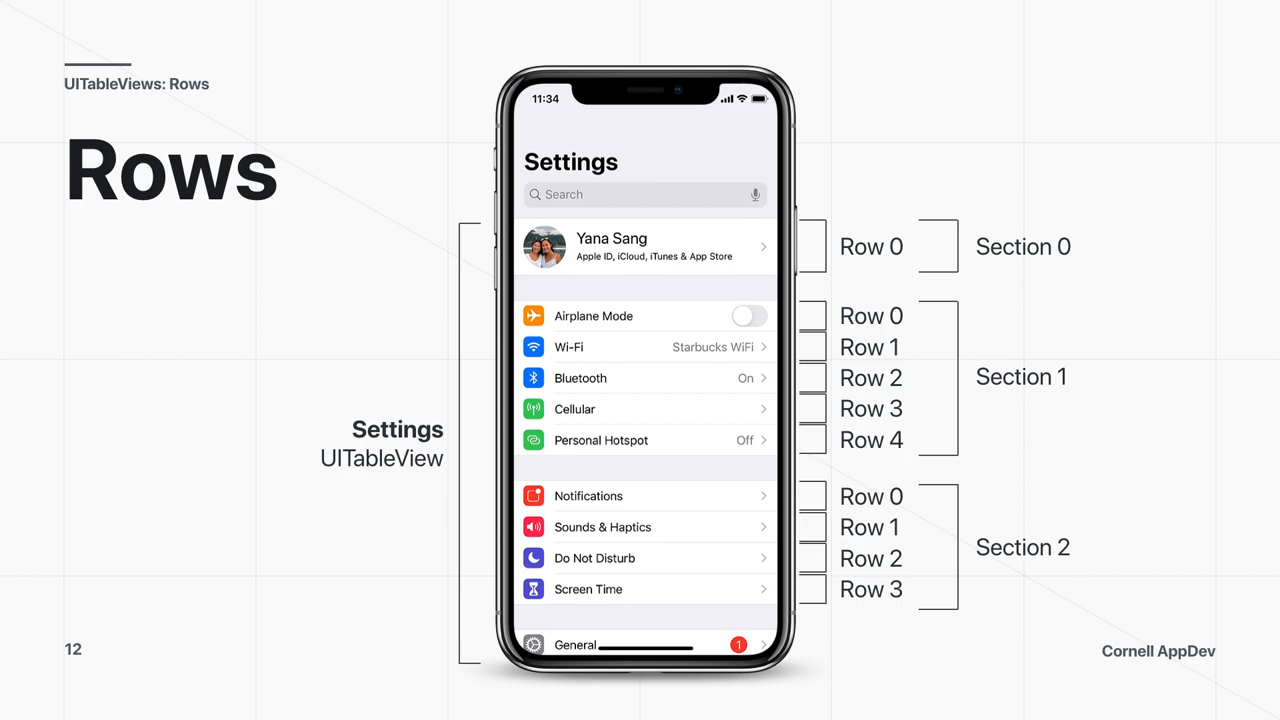 UITableViews: Rows
Rows
11:34
Settings
Search
Yana Sang
Apple ID, iCloud, iTunes & App Store
Row 0
Section 0
Airplane Mode
Row 0
Wi-Fi
Starbucks WiFi
Row 1
Bluetooth
On
Row 2
Section 1
Cellular
Row 3
Personal Hotspot
Off
Row 4
Settings
UITableView
Notifications
Row 0
Sounds & Haptics
Row 1
Section 2
Do Not Disturb
Row 2
Screen Time
Row 3
General
1
12
Cornell AppDev